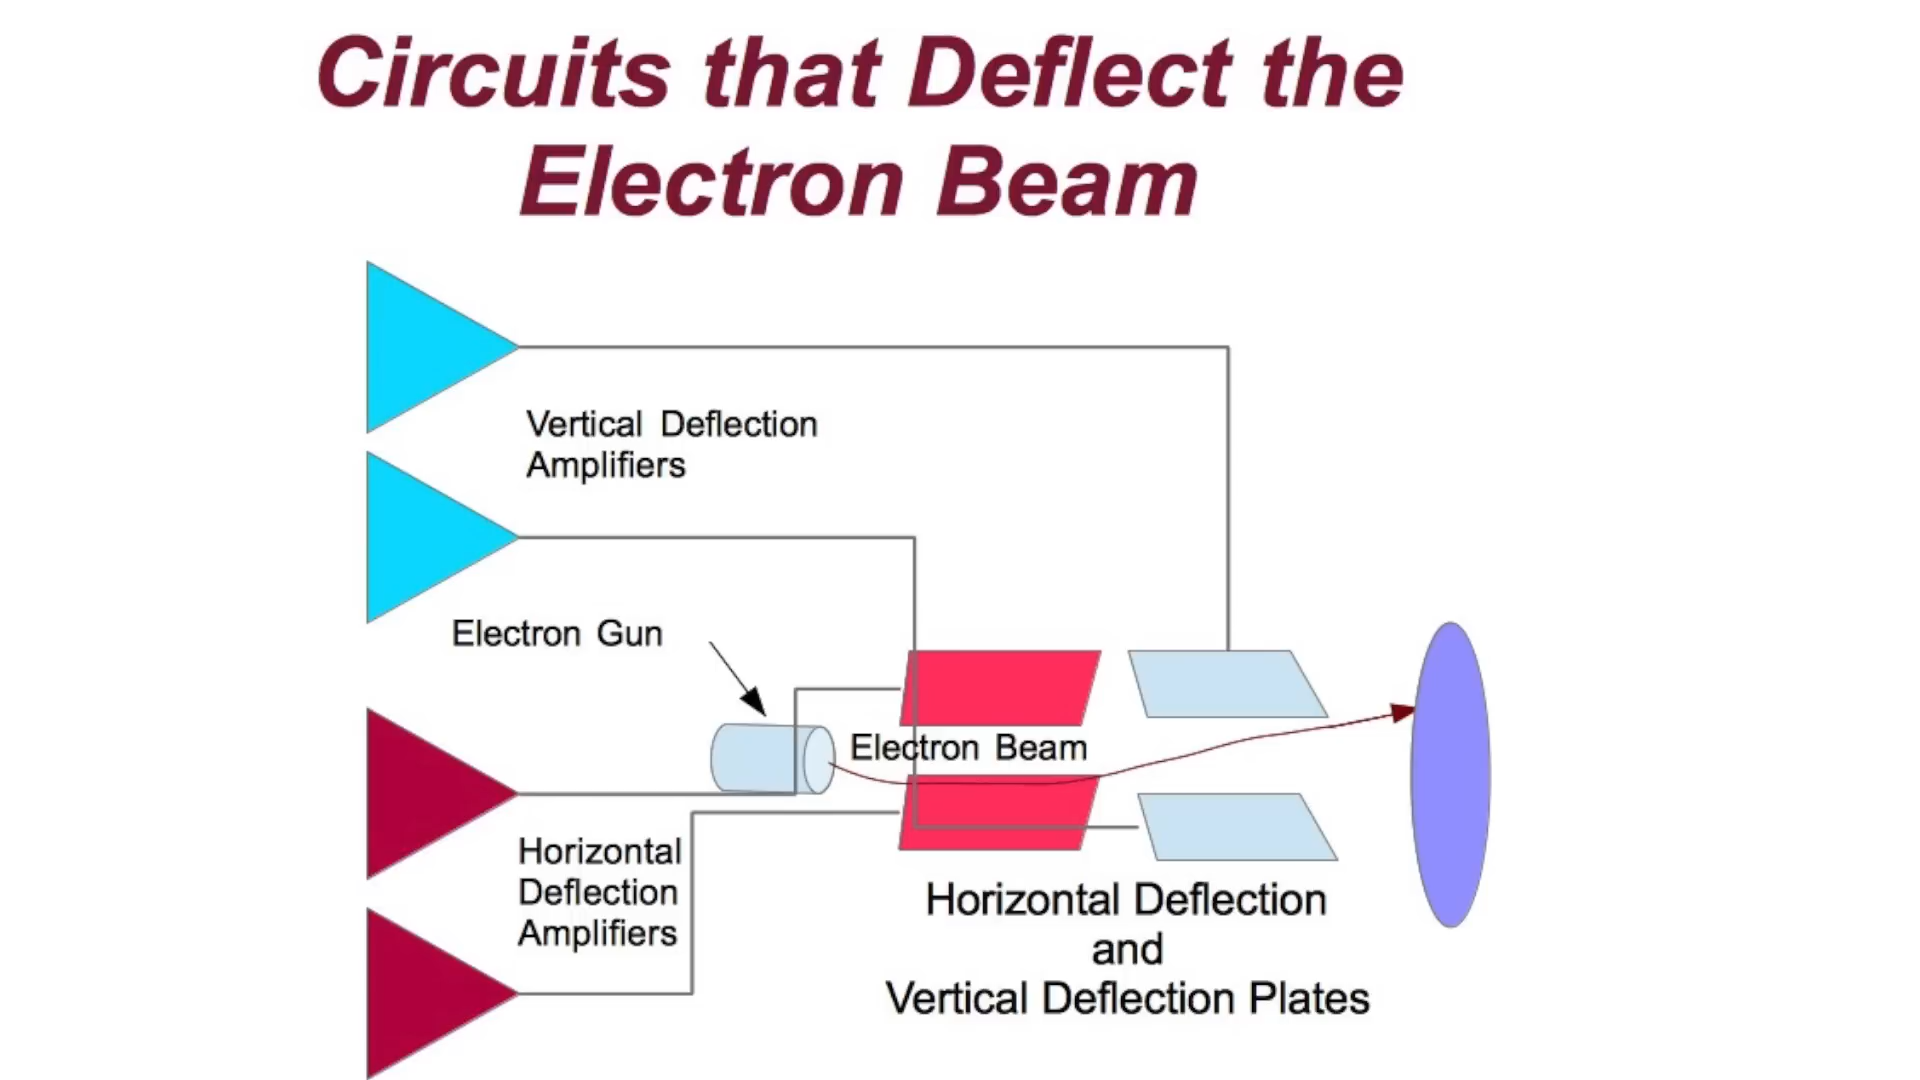 Circuits that Deflect the
Electron Beam
Vertical Deflection
Amplifiers
Electron Gun
Electron Beam
Horizontal
Deflection
Amplifiers
Horizontal Deflection
and
Vertical Deflection Plates